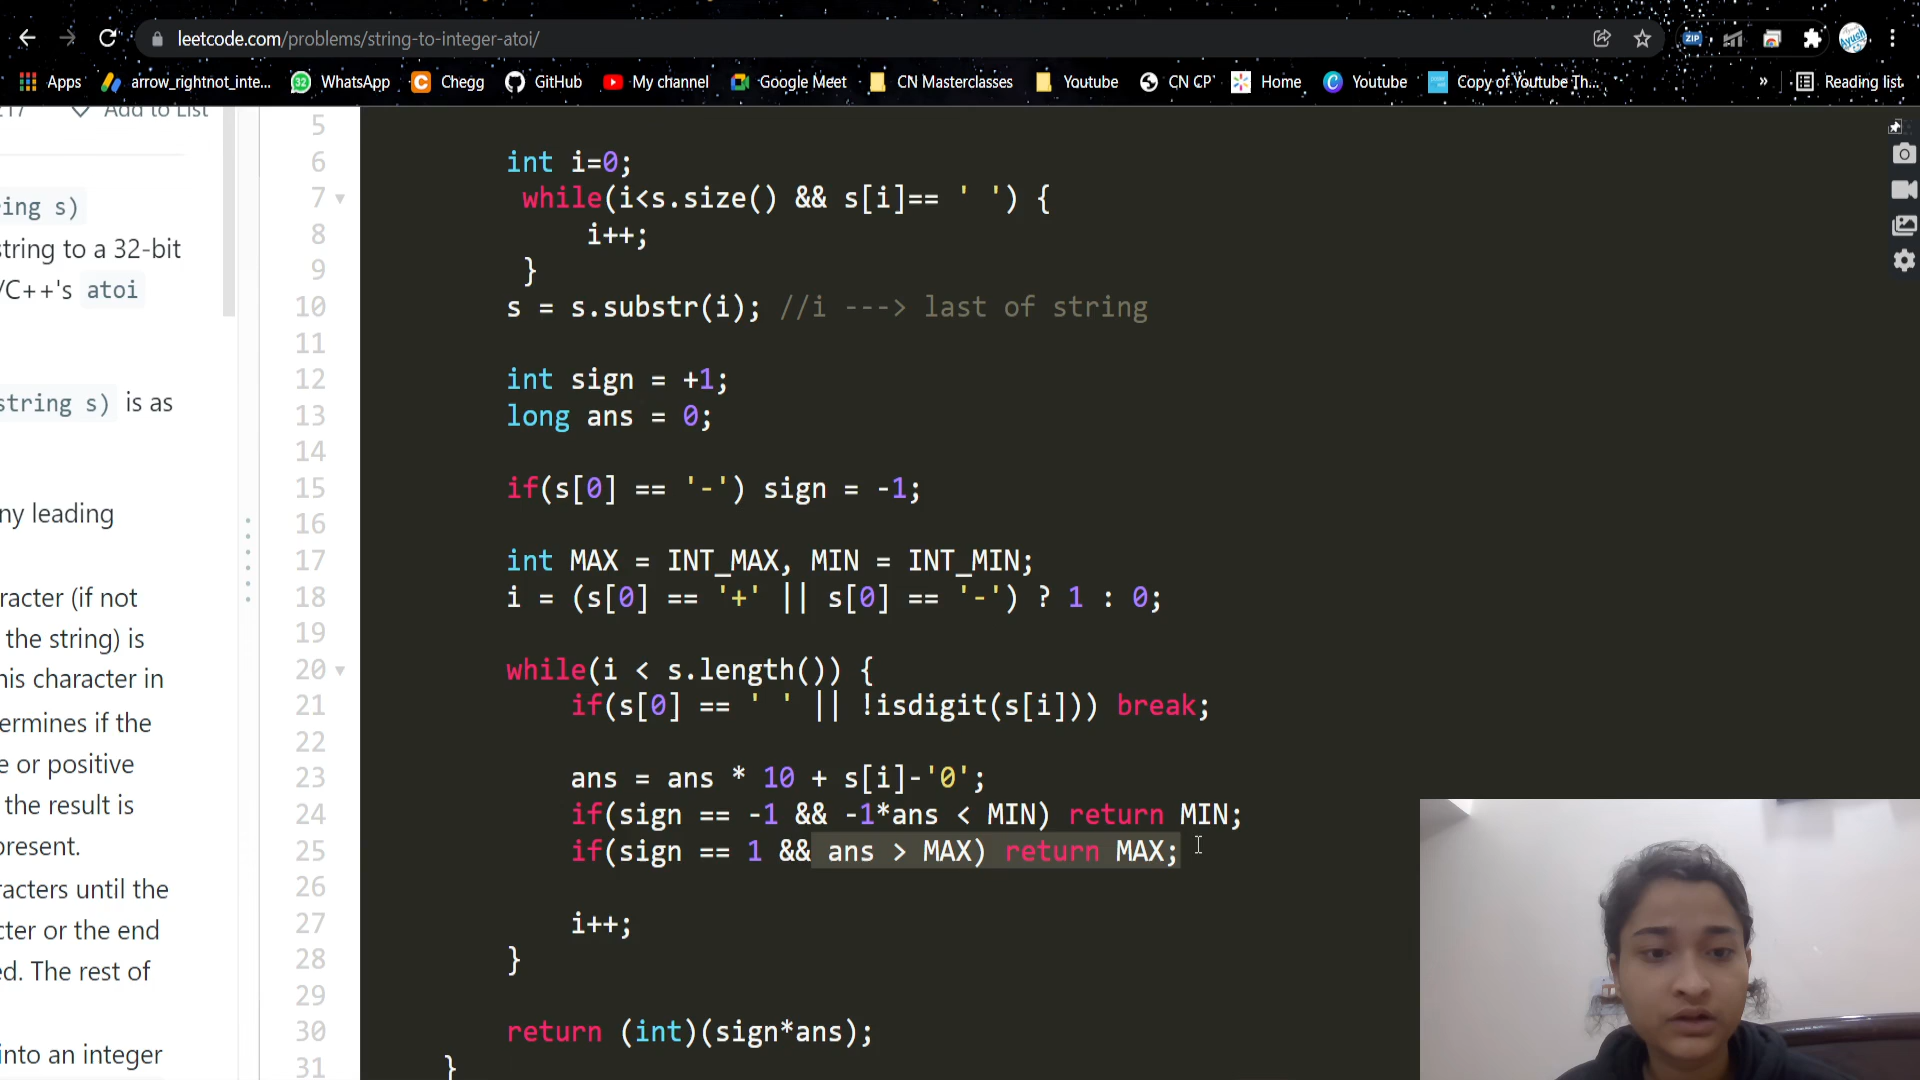 leetcode.com/problems/string-to-integer-atoi/
ZIP
Ayush
Apps
arrow_rightnot_inte...
32
WhatsApp
Chegg
GitHub
My channel
Google Meet
CN Masterclasses
Youtube
CN CP
Home
Youtube
Copy of Youtube Th...
»
Reading list
Add to List
ing s)
string to a 32-bit
/C++'s atoi
string s) is as
ny leading
racter (if not
the string) is
his character in
ermines if the
e or positive
the result is
present.
racters until the
cter or the end
ed. The rest of
into an integer
5
6 int i=0;
7 while(i<s.size() && s[i]== ' ') {
8 i++;
9 }
10 s = s.substr(i); //i ---> last of string
11
12 int sign = +1;
13 long ans = 0;
14
15 if(s[0] == '-') sign = -1;
16
17 int MAX = INT_MAX, MIN = INT_MIN;
18 i = (s[0] == '+' || s[0] == '-') ? 1 : 0;
19
20 while(i < s.length()) {
21 if(s[0] == ' ' || !isdigit(s[i])) break;
22
23 ans = ans * 10 + s[i]-'0';
24 if(sign == -1 && -1*ans < MIN) return MIN;
25 if(sign == 1 && ans > MAX) return MAX;
26
27 i++;
28 }
29
30 return (int)(sign*ans);
31 }